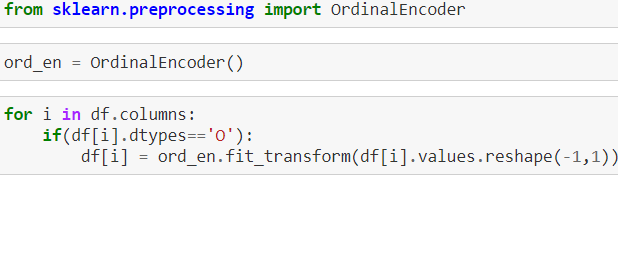 from sklearn.preprocessing import OrdinalEncoder
ord_en = OrdinalEncoder()
for i in df.columns:
    if(df[i].dtypes=='O'):
        df[i] = ord_en.fit_transform(df[i].values.reshape(-1,1))